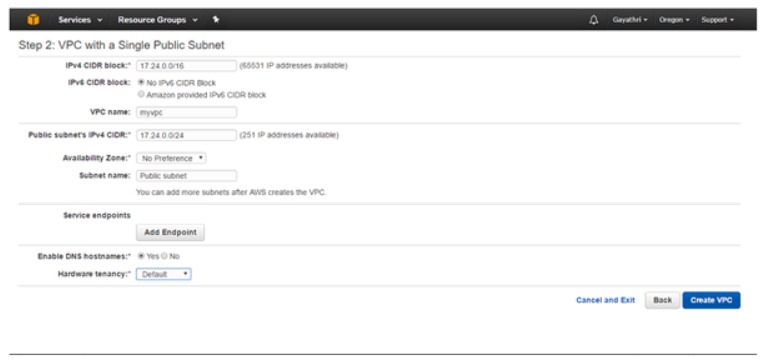 Services Resource Groups Gayathri Oregon Support
Step 2: VPC with a Single Public Subnet
IPv4 CIDR block:* 17.24.0.0/16 (65531 IP addresses available)
IPv6 CIDR block: No IPv6 CIDR Block
Amazon provided IPv6 CIDR block
VPC name: myvpc
Public subnet's IPv4 CIDR:* 17.24.0.0/24 (251 IP addresses available)
Availability Zone:* No Preference
Subnet name: Public subnet
You can add more subnets after AWS creates the VPC.
Service endpoints
Add Endpoint
Enable DNS hostnames:* Yes No
Hardware tenancy:* Default
Cancel and Exit Back Create VPC